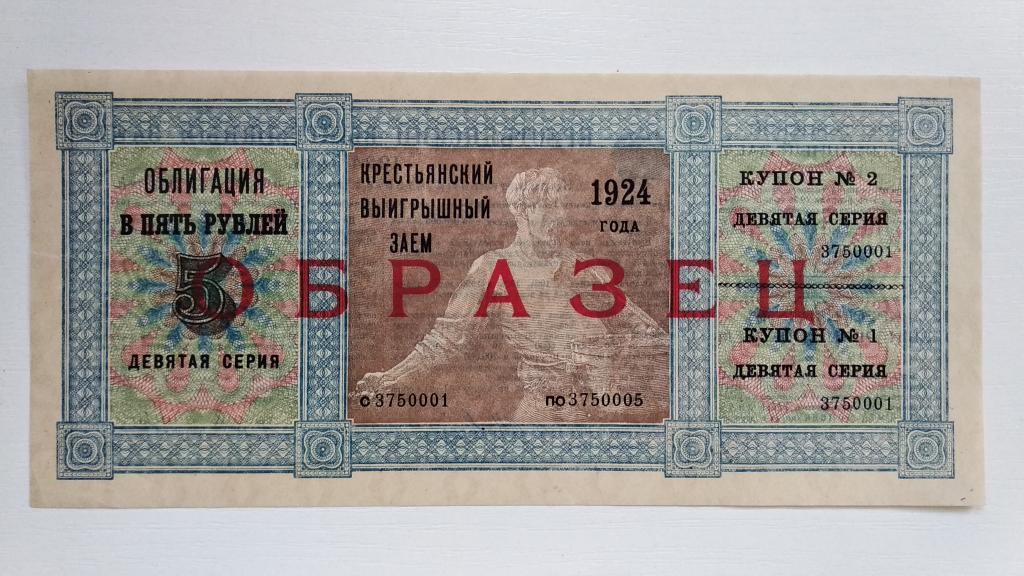 ОБЛИГАЦИЯ
В ПЯТЬ РУБЛЕЙ
5
ДЕВЯТАЯ СЕРИЯ
КРЕСТЬЯНСКИЙ
ВЫИГРЫШНЫЙ
ЗАЕМ
1924
ГОДА
с 3750001
по 3750005
ОБРАЗЕЦ
КУПОН № 2
ДЕВЯТАЯ СЕРИЯ
3750001
КУПОН № 1
ДЕВЯТАЯ СЕРИЯ
3750001